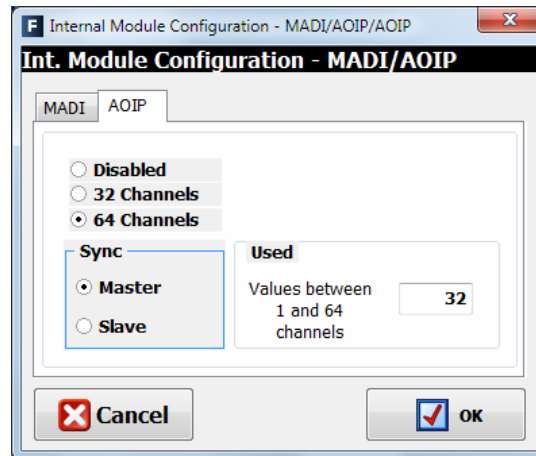 F Internal Module Configuration - MADI/AOIP/AOIP
Int. Module Configuration - MADI/AOIP
MADI AOIP
Disabled
32 Channels
64 Channels
Sync
Master
Slave
Used
Values between
1 and 64
channels
32
Cancel
OK